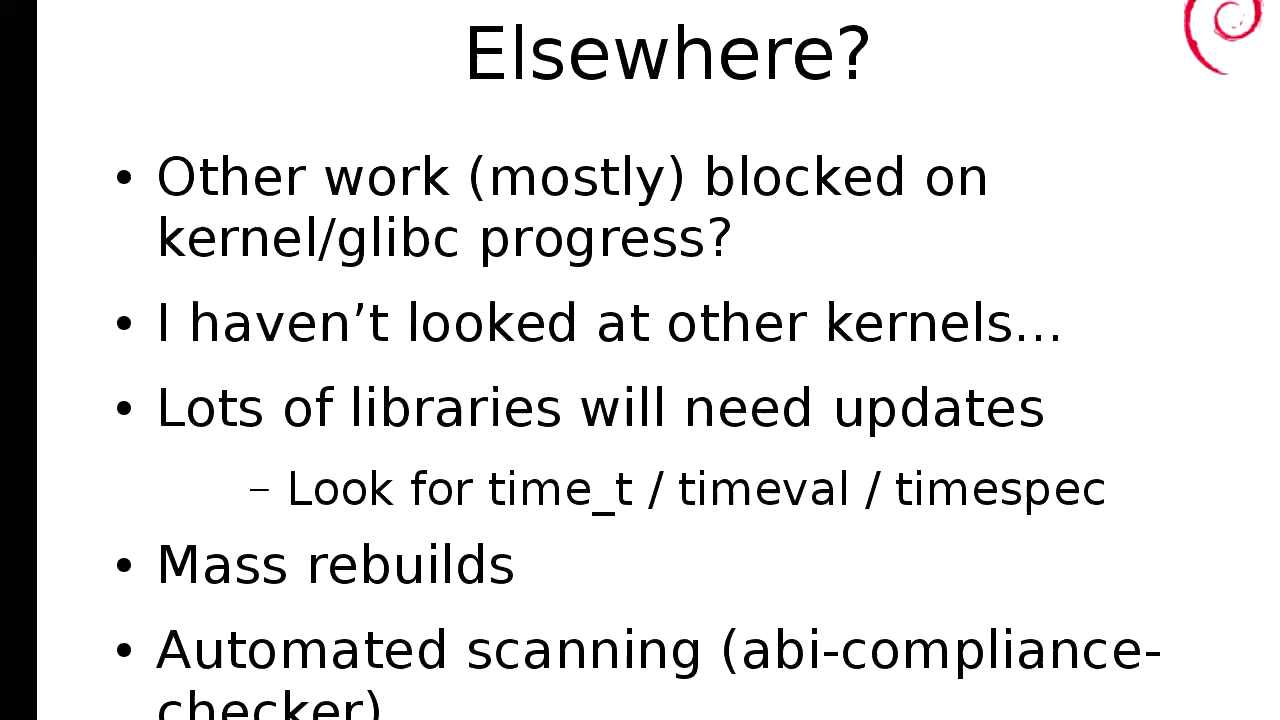 Elsewhere?
• Other work (mostly) blocked on
kernel/glibc progress?
• I haven’t looked at other kernels...
• Lots of libraries will need updates
– Look for time_t / timeval / timespec
• Mass rebuilds
• Automated scanning (abi-compliance-
checker)